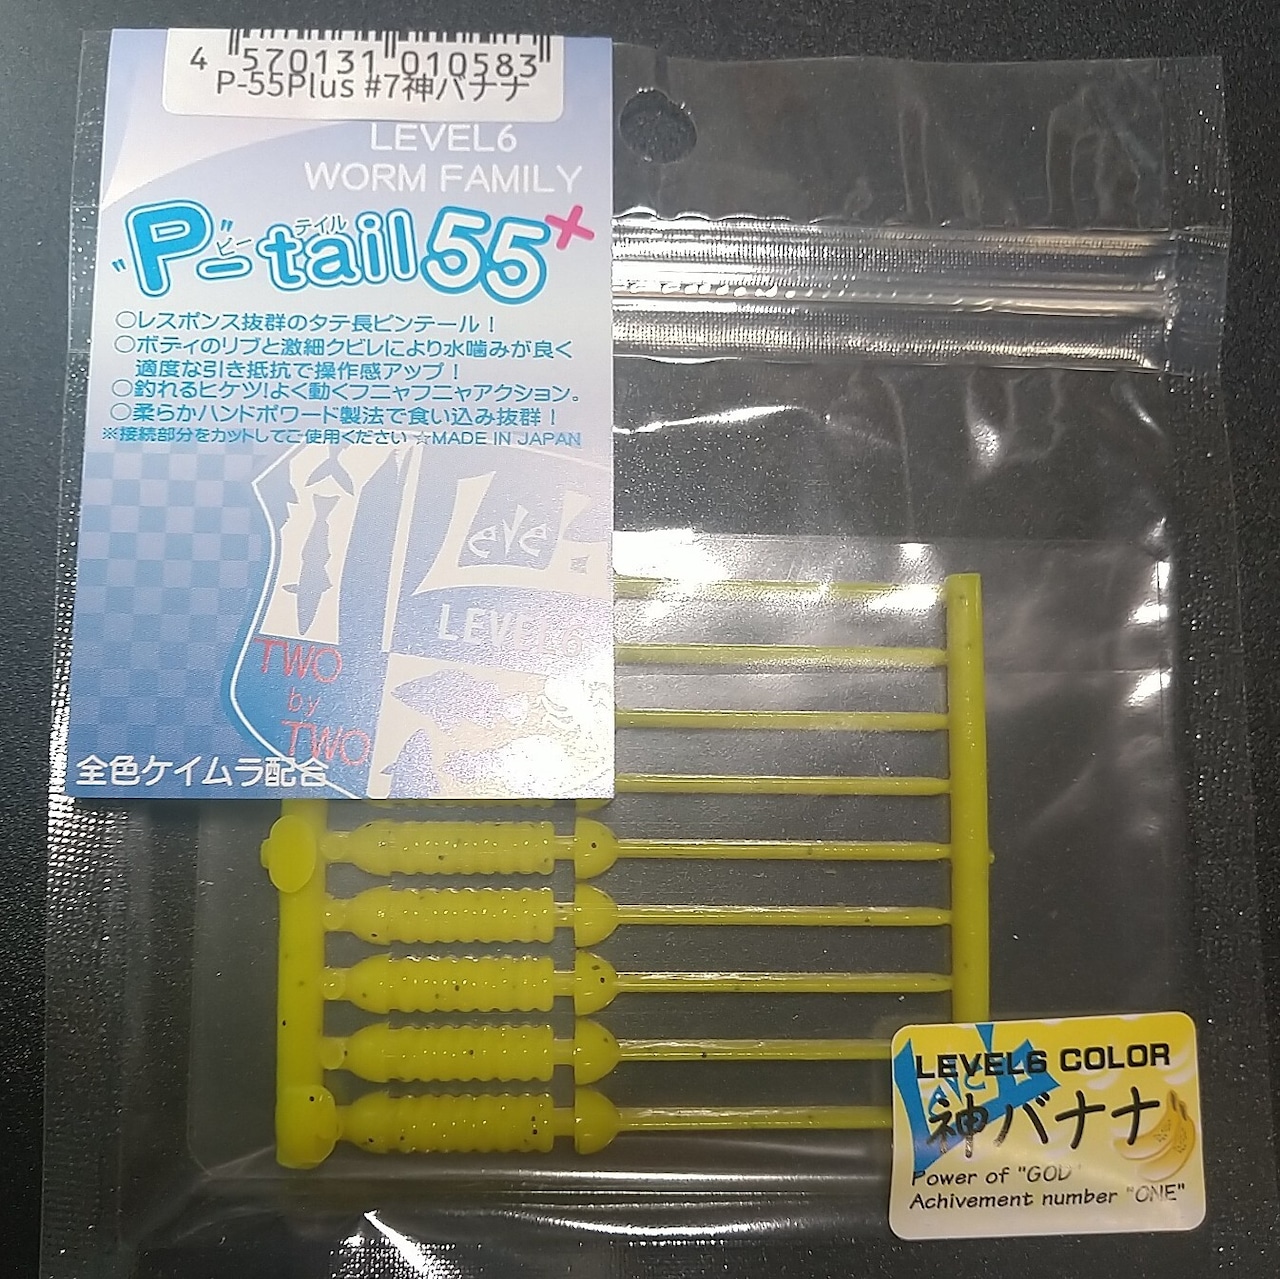 4 570131 010583
P-55Plus #7神バナナ
LEVEL6
WORM FAMILY
"P"-tail55+
ピー テイル
○レスポンス抜群のタテ長ピンテール！
○ボディのリブと激細クビレにより水噛みが良く
適度な引き抵抗で操作感アップ！
○釣れるヒケツ!よく動くフニャフニャアクション。
○柔らかハンドポワード製法で食い込み抜群！
※接続部分をカットしてご使用ください ☆MADE IN JAPAN
Level6
LEVEL6
TWO
by
TWO
全色ケイムラ配合
LEVEL6 COLOR
神バナナ
Power of "GOD"
Achivement number "ONE"